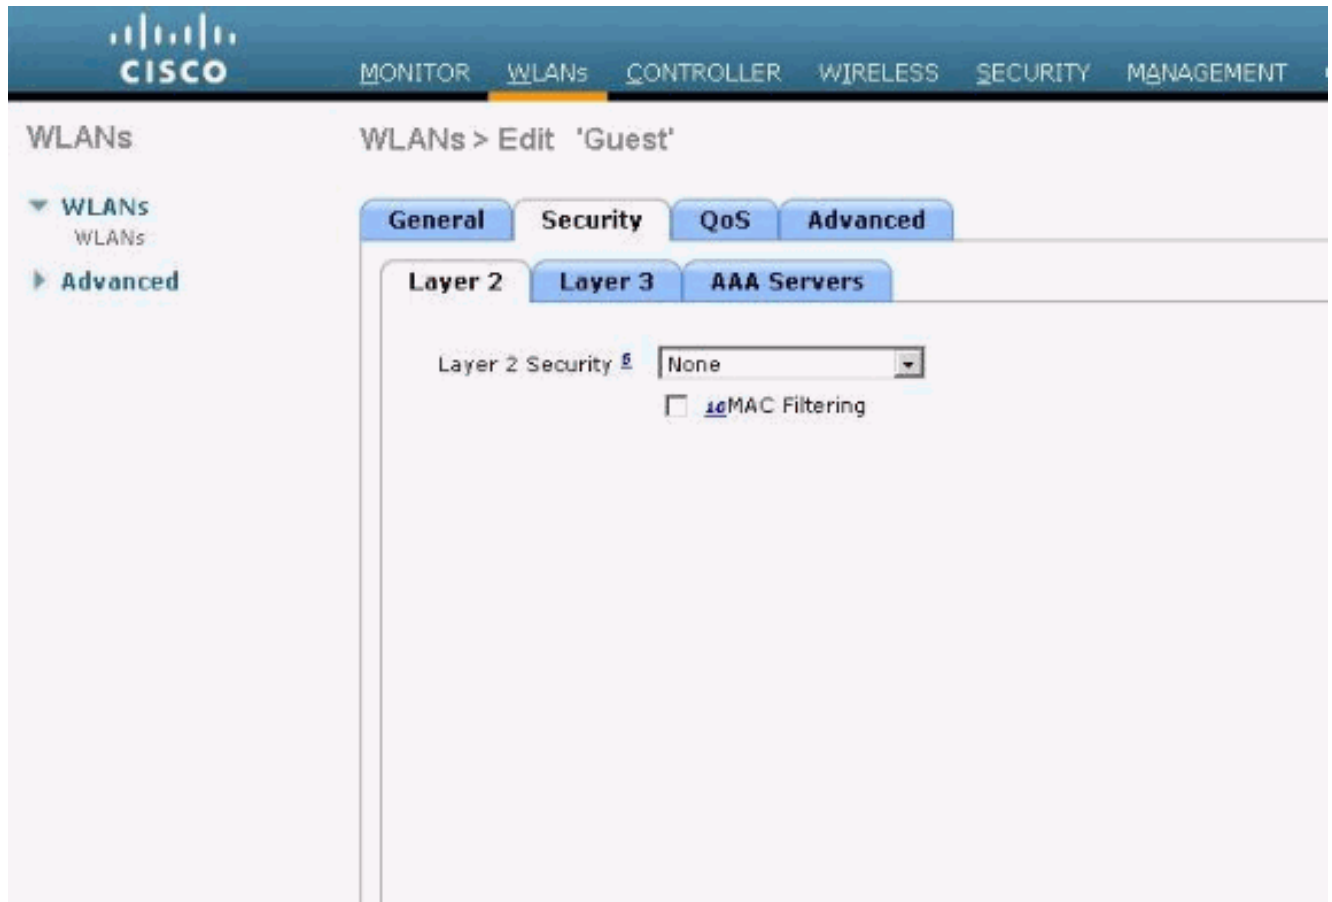 CISCO
MONITOR WLANs CONTROLLER WIRELESS SECURITY MANAGEMENT
WLANs
WLANs > Edit 'Guest'
WLANs
WLANs
Advanced
General Security QoS Advanced
Layer 2 Layer 3 AAA Servers
Layer 2 Security None
MAC Filtering